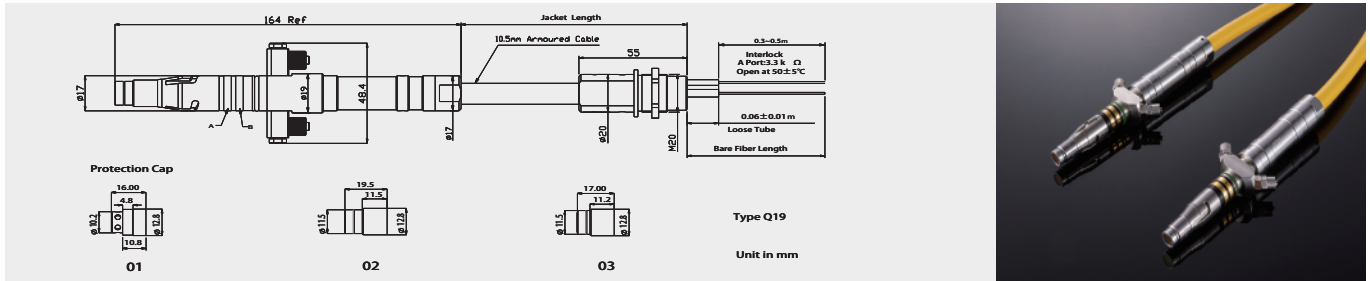 164 Ref
Jacket Length
10.5mm Armoured Cable
55
0.3~0.5m
Interlock
A Port:3.3 k Ω
Open at 50±5℃
ø17
ø19
48.4
ø17
ø20
M20
A
B
0.06±0.01m
Loose Tube
Bare Fiber Length
Protection Cap
16.00
4.8
ø10.2
ø12.8
10.8
01
19.5
11.5
ø11.5
ø12.8
02
17.00
11.2
ø11.5
ø12.8
03
Type Q19
Unit in mm